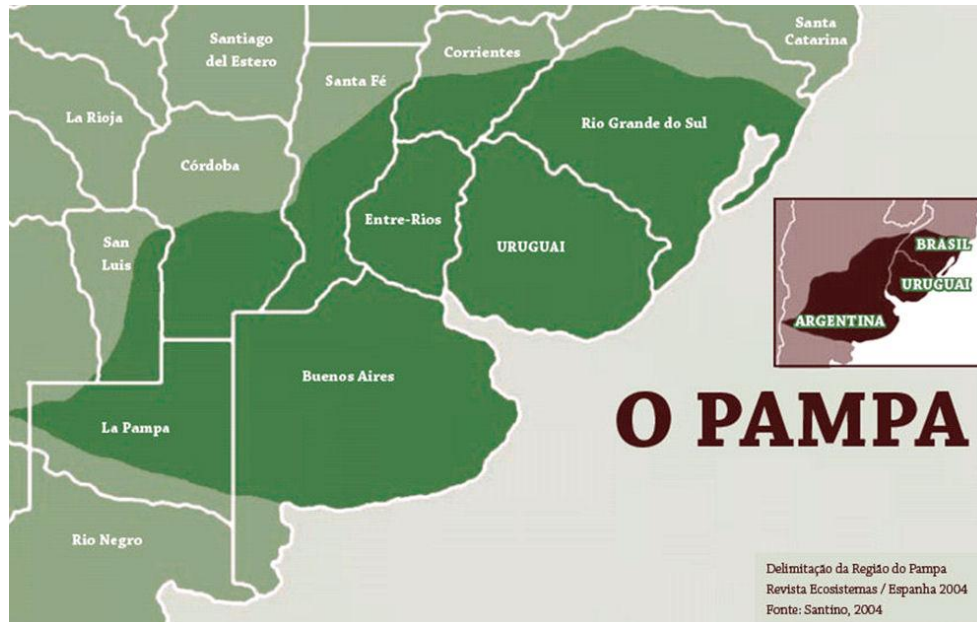 Santiago
del Estero
Corrientes
Santa
Catarina
Santa Fé
La Rioja
Rio Grande do Sul
Córdoba
Entre-Rios
San
Luis
URUGUAI
BRASIL
URUGUAI
ARGENTINA
Buenos Aires
La Pampa
O PAMPA
Rio Negro
Delimitação da Região do Pampa
Revista Ecosistemas / Espanha 2004
Fonte: Santino, 2004